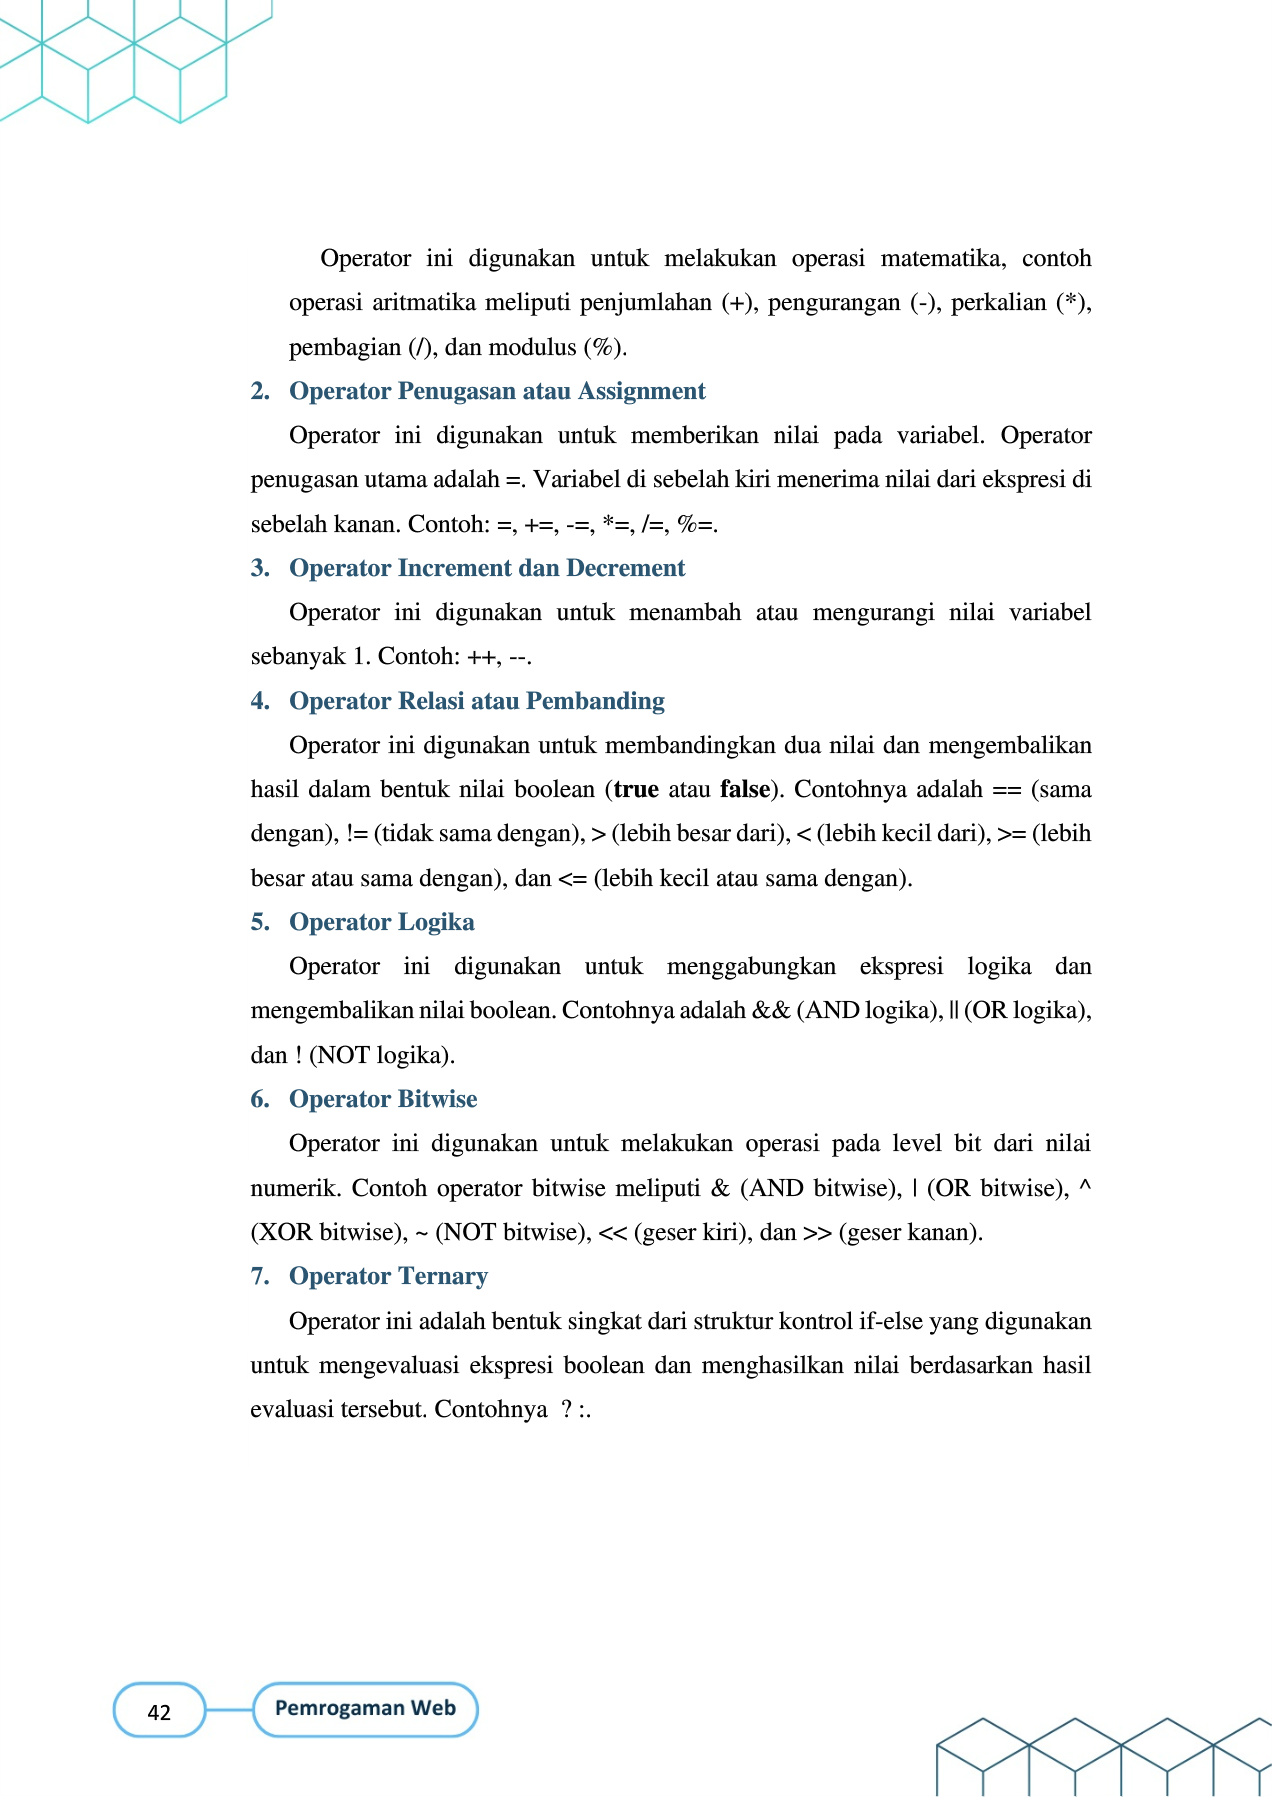 Operator ini digunakan untuk melakukan operasi matematika, contoh
operasi aritmatika meliputi penjumlahan (+), pengurangan (-), perkalian (*),
pembagian (/), dan modulus (%).
2. Operator Penugasan atau Assignment
Operator ini digunakan untuk memberikan nilai pada variabel. Operator
penugasan utama adalah =. Variabel di sebelah kiri menerima nilai dari ekspresi di
sebelah kanan. Contoh: =, +=, -=, *=, /=, %=.
3. Operator Increment dan Decrement
Operator ini digunakan untuk menambah atau mengurangi nilai variabel
sebanyak 1. Contoh: ++, --.
4. Operator Relasi atau Pembanding
Operator ini digunakan untuk membandingkan dua nilai dan mengembalikan
hasil dalam bentuk nilai boolean (true atau false). Contohnya adalah == (sama
dengan), != (tidak sama dengan), > (lebih besar dari), < (lebih kecil dari), >= (lebih
besar atau sama dengan), dan <= (lebih kecil atau sama dengan).
5. Operator Logika
Operator ini digunakan untuk menggabungkan ekspresi logika dan
mengembalikan nilai boolean. Contohnya adalah && (AND logika), || (OR logika),
dan ! (NOT logika).
6. Operator Bitwise
Operator ini digunakan untuk melakukan operasi pada level bit dari nilai
numerik. Contoh operator bitwise meliputi & (AND bitwise), | (OR bitwise), ^
(XOR bitwise), ~ (NOT bitwise), << (geser kiri), dan >> (geser kanan).
7. Operator Ternary
Operator ini adalah bentuk singkat dari struktur kontrol if-else yang digunakan
untuk mengevaluasi ekspresi boolean dan menghasilkan nilai berdasarkan hasil
evaluasi tersebut. Contohnya ? :.
42
Pemrogaman Web